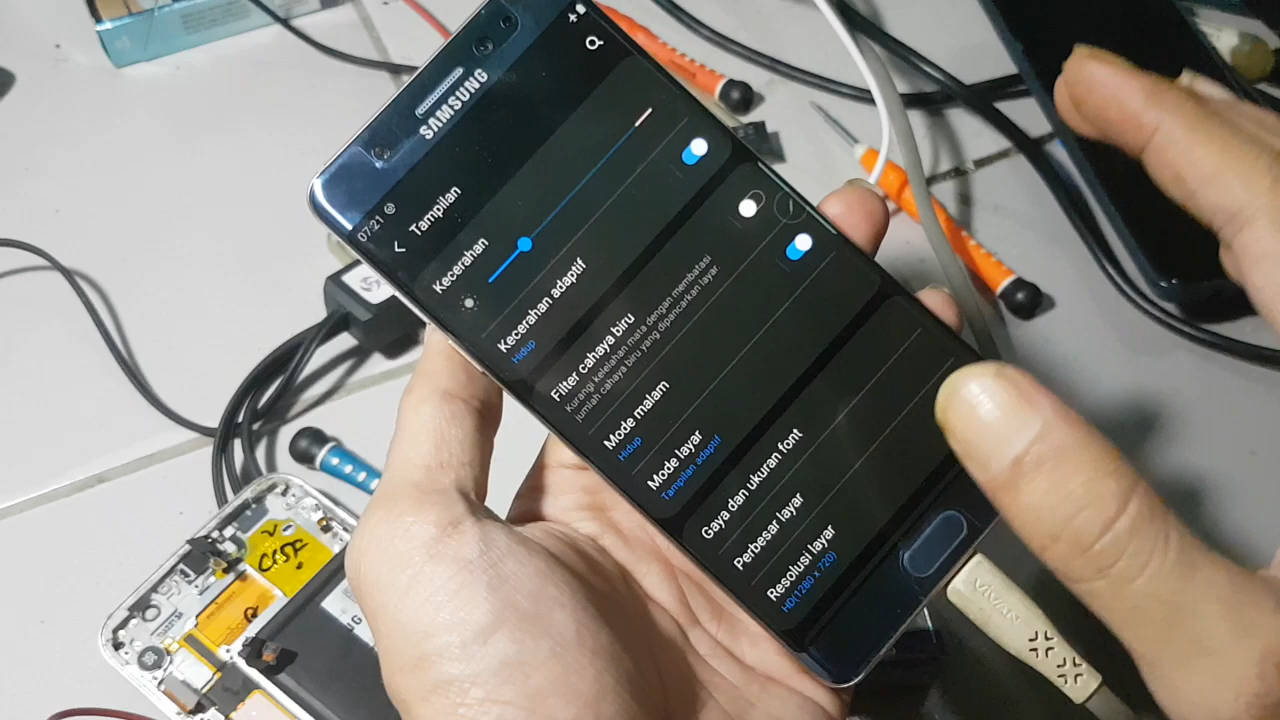 SAMSUNG
07:21
Tampilan
Kecerahan
Kecerahan adaptif
Hidup
Filter cahaya biru
Kurangi kelelahan mata dengan membatasi
jumlah cahaya biru yang dipancarkan layar.
Mode malam
Hidup
Mode layar
Tampilan adaptif
Gaya dan ukuran font
Perbesar layar
Resolusi layar
HD(1280 x 720)
VIVAN